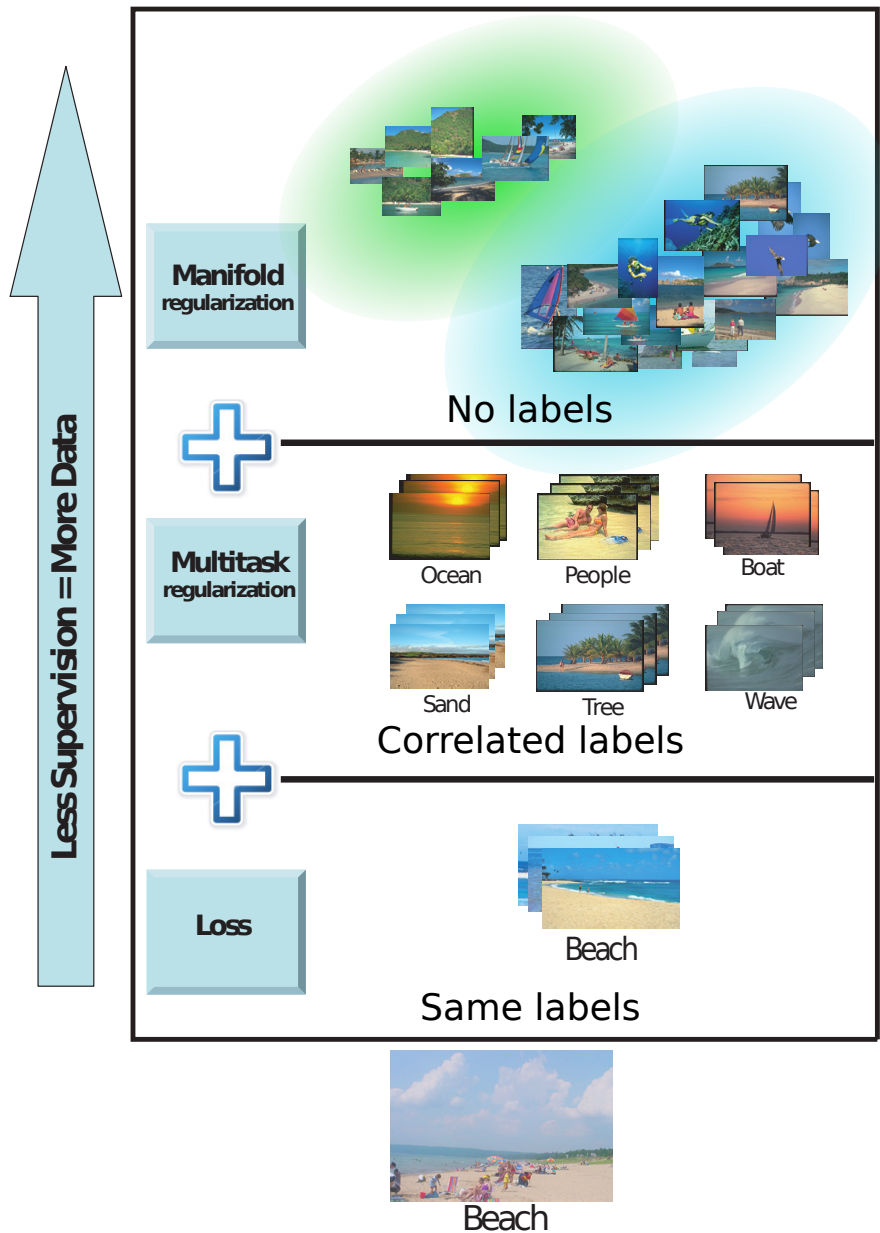 Less Supervision = More Data
Manifold
regularization
No labels
Multitask
regularization
Ocean
People
Boat
Sand
Tree
Wave
Correlated labels
Loss
Beach
Same labels
Beach